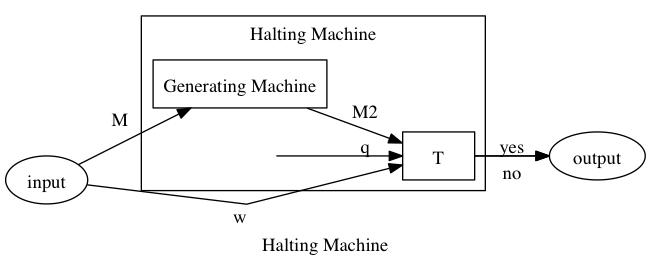 Halting Machine
Generating Machine
M
M2
q
T
yes
no
input
output
w
Halting Machine